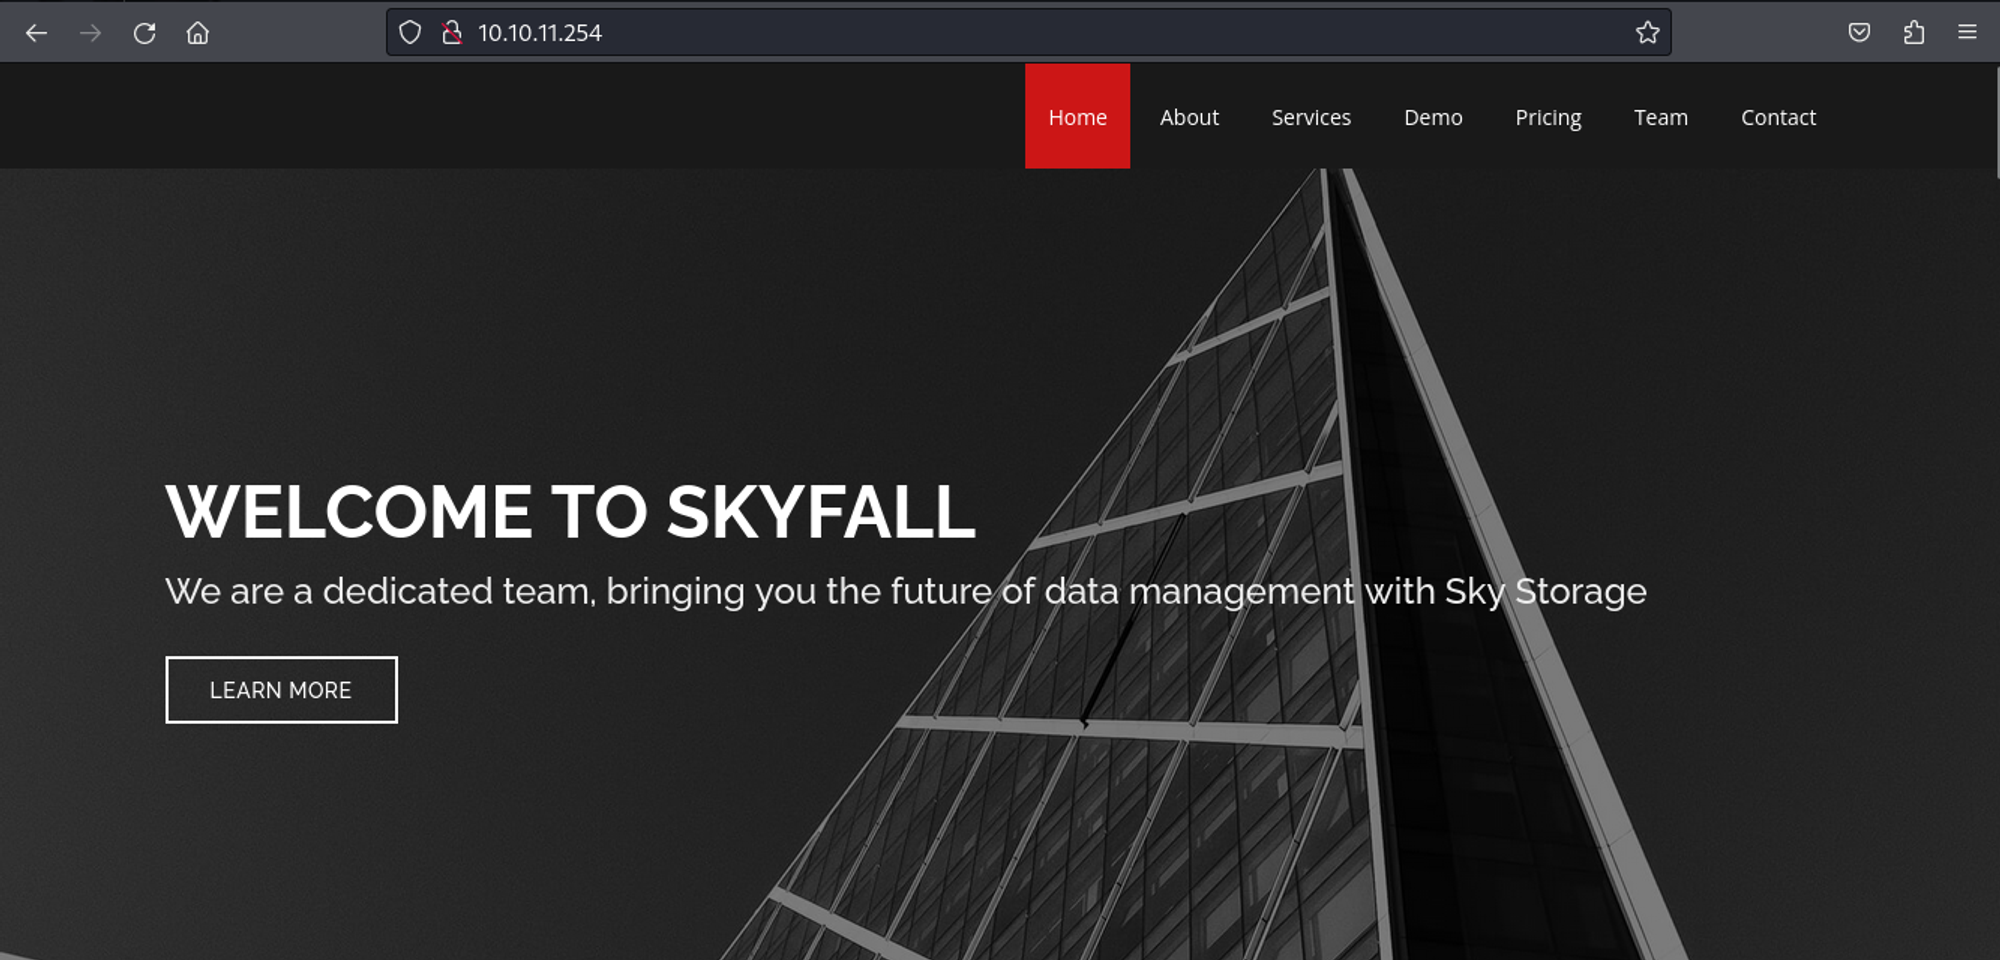 10.10.11.254
Home About Services Demo Pricing Team Contact
WELCOME TO SKYFALL
We are a dedicated team, bringing you the future of data management with Sky Storage
LEARN MORE